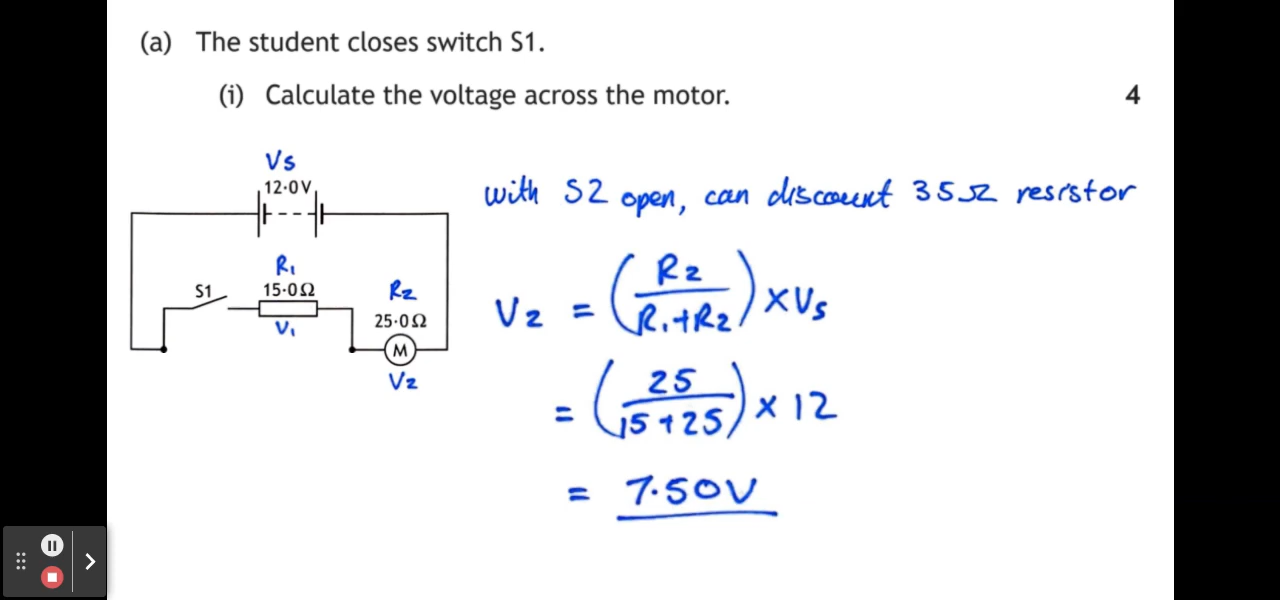 (a) The student closes switch S1.
(i) Calculate the voltage across the motor. 4
Vs
12·0 V
R1
15·0 Ω
S1
V1
R2
25·0 Ω
M
V2
with S2 open, can discount 35Ω resistor
V2 = (R2 / R1+R2) × Vs
= (25 / 15+25) × 12
= 7.50V